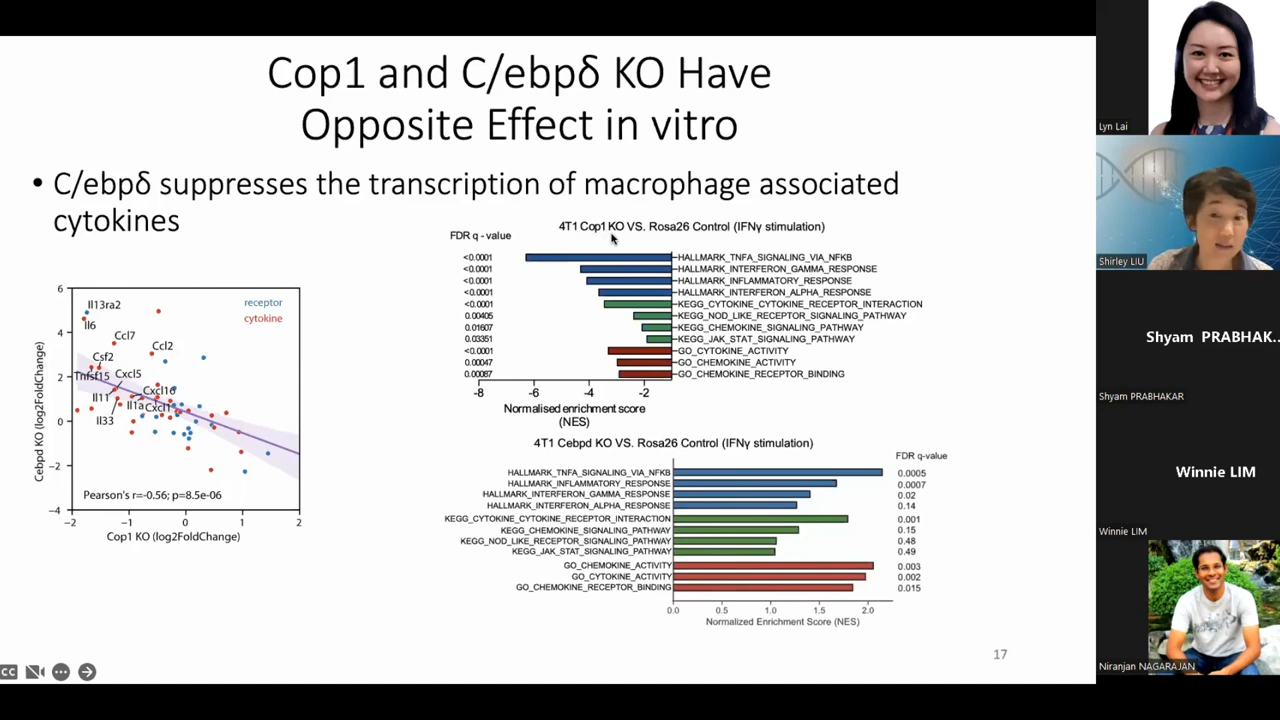 Cop1 and C/ebpδ KO Have
Opposite Effect in vitro
• C/ebpδ suppresses the transcription of macrophage associated
cytokines
4T1 Cop1 KO VS. Rosa26 Control (IFNγ stimulation)
FDR q - value
<0.0001 HALLMARK_TNFA_SIGNALING_VIA_NFKB
<0.0001 HALLMARK_INTERFERON_GAMMA_RESPONSE
<0.0001 HALLMARK_INFLAMMATORY_RESPONSE
<0.0001 HALLMARK_INTERFERON_ALPHA_RESPONSE
<0.0001 KEGG_CYTOKINE_CYTOKINE_RECEPTOR_INTERACTION
0.00405 KEGG_NOD_LIKE_RECEPTOR_SIGNALING_PATHWAY
0.01607 KEGG_CHEMOKINE_SIGNALING_PATHWAY
0.03351 KEGG_JAK_STAT_SIGNALING_PATHWAY
<0.0001 GO_CYTOKINE_ACTIVITY
0.00047 GO_CHEMOKINE_ACTIVITY
0.00087 GO_CHEMOKINE_RECEPTOR_BINDING
-8 -6 -4 -2
Normalised enrichment score
(NES)
6
4
2
0
−2
−4
Cebpd KO (log2FoldChange)
receptor
cytokine
Il13ra2
Il6
Ccl7
Ccl2
Csf2
Tnfsf15
Cxcl5
Il11
Cxcl16
Il1a
Cxcl1
Il33
Pearson's r=-0.56; p=8.5e-06
−2 −1 0 1 2
Cop1 KO (log2FoldChange)
4T1 Cebpd KO VS. Rosa26 Control (IFNγ stimulation)
FDR q-value
HALLMARK_TNFA_SIGNALING_VIA_NFKB 0.0005
HALLMARK_INFLAMMATORY_RESPONSE 0.0007
HALLMARK_INTERFERON_GAMMA_RESPONSE 0.02
HALLMARK_INTERFERON_ALPHA_RESPONSE 0.14
KEGG_CYTOKINE_CYTOKINE_RECEPTOR_INTERACTION 0.001
KEGG_CHEMOKINE_SIGNALING_PATHWAY 0.15
KEGG_NOD_LIKE_RECEPTOR_SIGNALING_PATHWAY 0.48
KEGG_JAK_STAT_SIGNALING_PATHWAY 0.49
GO_CHEMOKINE_ACTIVITY 0.003
GO_CYTOKINE_ACTIVITY 0.002
GO_CHEMOKINE_RECEPTOR_BINDING 0.015
0.0 0.5 1.0 1.5 2.0
Normalized Enrichment Score (NES)
17
CC
Lyn Lai
Shirley LIU
Shyam PRABHAK...
Shyam PRABHAKAR
Winnie LIM
Winnie LIM
Niranjan NAGARAJAN